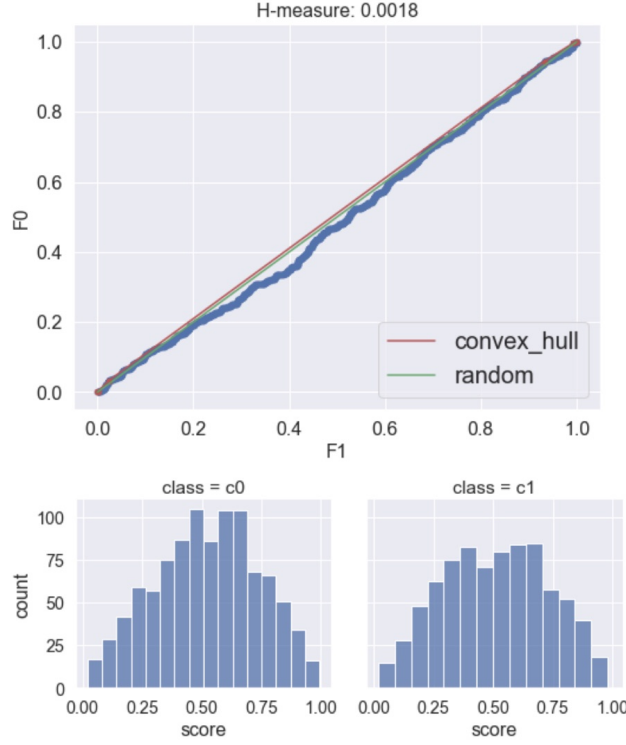 H-measure: 0.0018
1.0
0.8
0.6
0.4
0.2
0.0
F0
convex_hull
random
0.0 0.2 0.4 0.6 0.8 1.0
F1
class = c0 class = c1
100
75
50
25
0
count
0.00 0.25 0.50 0.75 1.00 0.00 0.25 0.50 0.75 1.00
score score